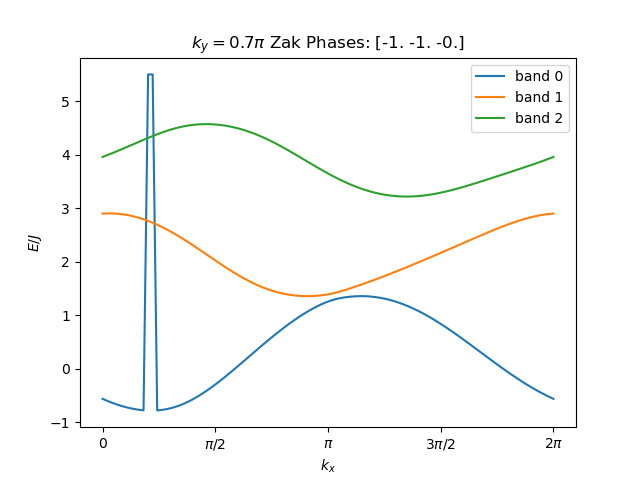 $k_y = 0.7\pi$ Zak Phases: [-1. -1. -0.]
band 0
band 1
band 2
E/J
5
4
3
2
1
0
−1
0
π/2
π
3π/2
2π
$k_x$